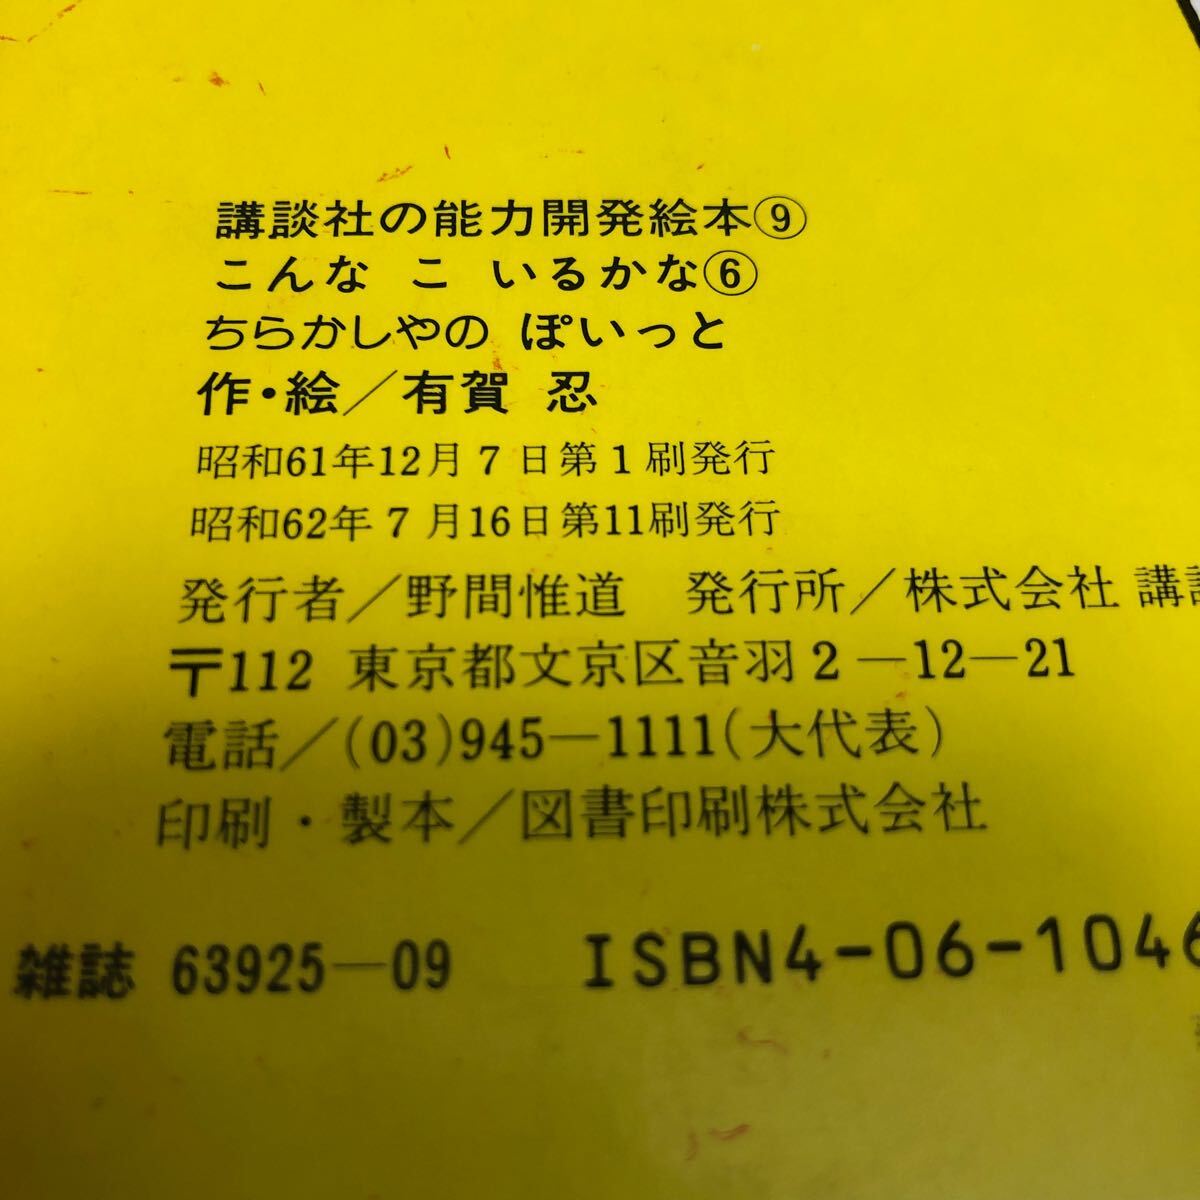 講談社の能力開発絵本⑨
こんな こ いるかな⑥
ちらかしやの ぽいっと
作・絵／有賀 忍
昭和61年12月7日第1刷発行
昭和62年7月16日第11刷発行
発行者／野間惟道 発行所／株式会社 講
〒112 東京都文京区音羽2-12-21
電話／(03)945-1111(大代表)
印刷・製本／図書印刷株式会社
雑誌 63925-09 ISBN4-06-1046